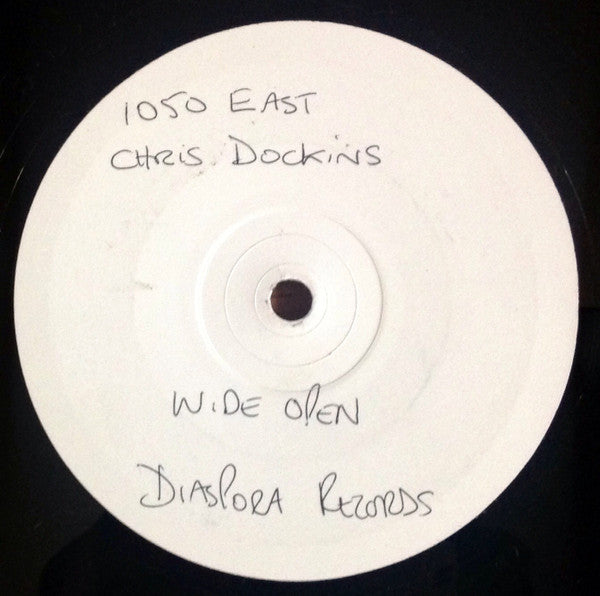 1050 EAST
CHRIS DOCKINS
WIDE OPEN
DIASPORA RECORDS